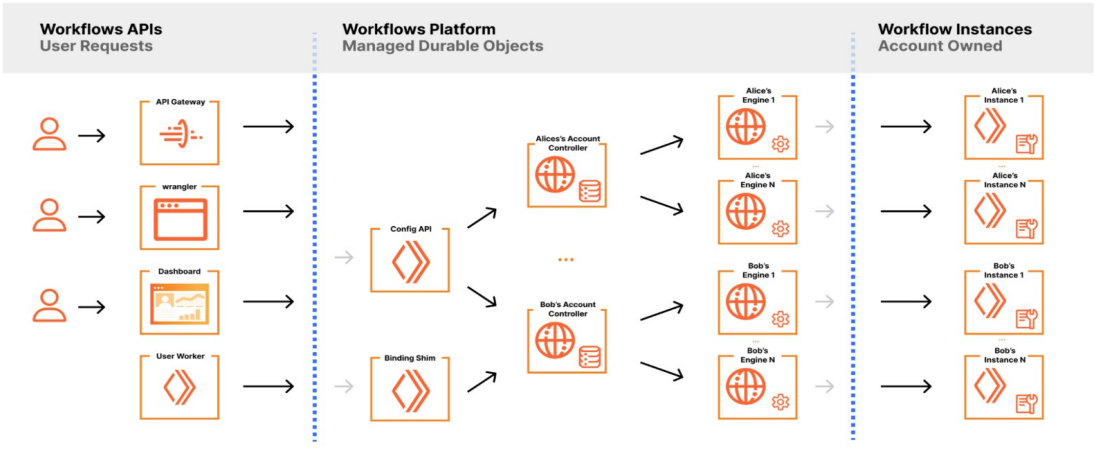 Workflows APIs
User Requests
Workflows Platform
Managed Durable Objects
Workflow Instances
Account Owned
API Gateway
wrangler
Dashboard
User Worker
Config API
Binding Shim
Alices's Account
Controller
...
Bob's Account
Controller
Alice's
Engine 1
...
Alice's
Engine N
Bob's
Engine 1
...
Bob's
Engine N
Alice's
Instance 1
...
Alice's
Instance N
Bob's
Instance 1
...
Bob's
Instance N